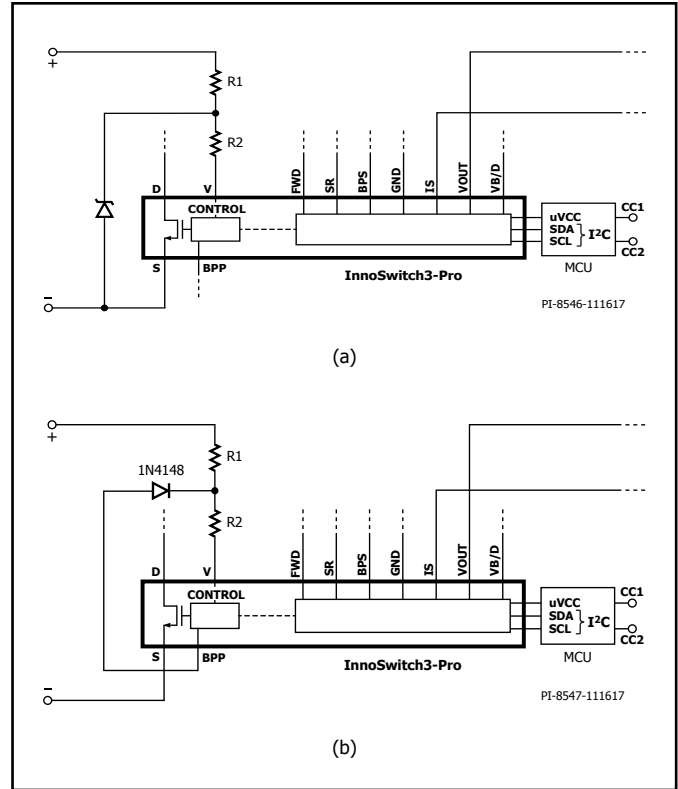 +
R1
R2
D
V
FWD
SR
BPS
GND
IS
VOUT
VB/D
CONTROL
uVCC
SDA
SCL
} I²C
CC1
CC2
S
BPP
InnoSwitch3-Pro
MCU
–
PI-8546-111617
(a)
+
R1
1N4148
R2
D
V
FWD
SR
BPS
GND
IS
VOUT
VB/D
CONTROL
uVCC
SDA
SCL
} I²C
CC1
CC2
S
BPP
InnoSwitch3-Pro
MCU
–
PI-8547-111617
(b)